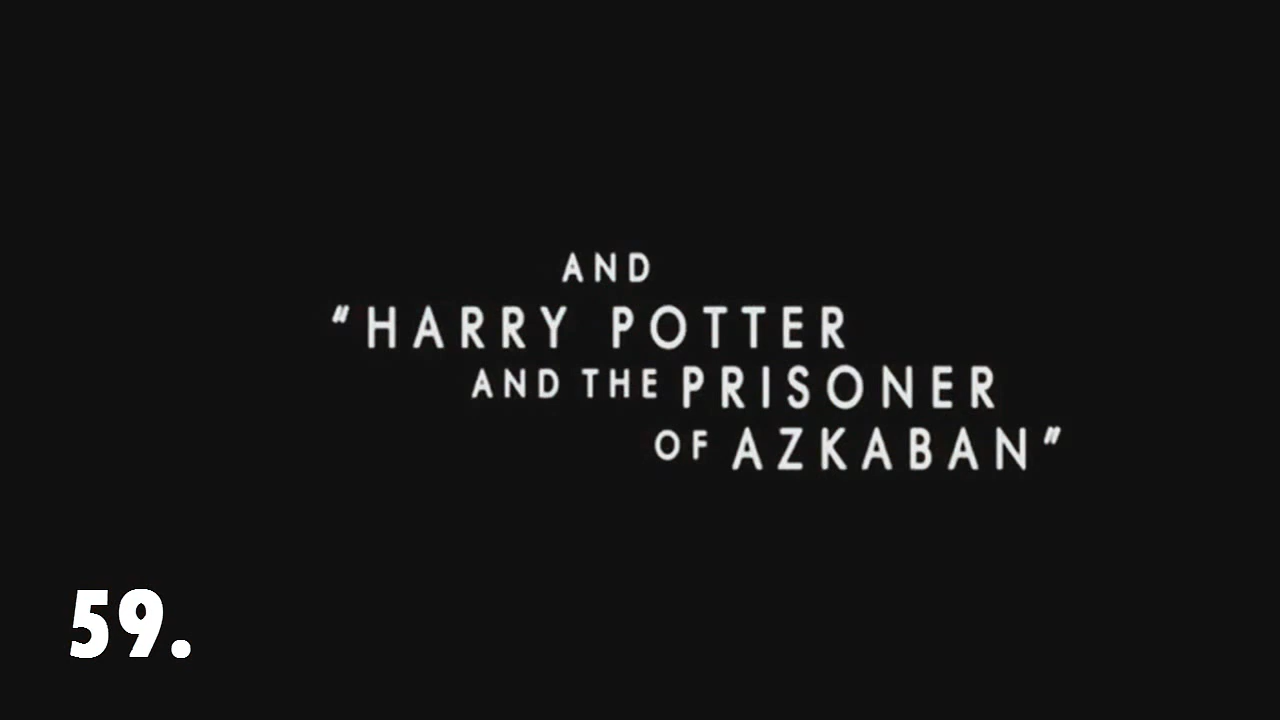 AND
“HARRY POTTER
AND THE PRISONER
OF AZKABAN”
59.